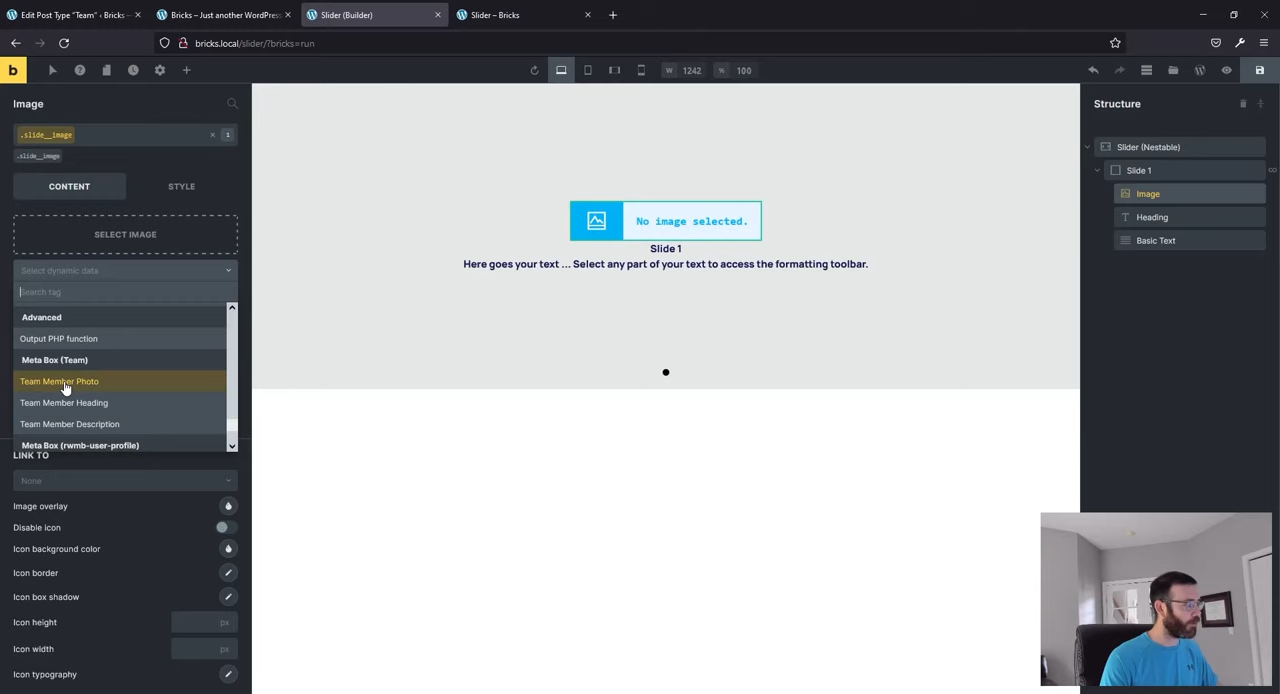 Edit Post Type "Team" ‹ Bricks –
Bricks – Just another WordPress
Slider (Builder)
Slider – Bricks
bricks.local/slider/?bricks=run
b
W 1242 % 100
Image
.slide__image
1
.slide__image
CONTENT
STYLE
SELECT IMAGE
Select dynamic data
Search tag
Advanced
Output PHP function
Meta Box (Team)
Team Member Photo
Team Member Heading
Team Member Description
Meta Box (rwmb-user-profile)
LINK TO
None
Image overlay
Disable icon
Icon background color
Icon border
Icon box shadow
Icon height
px
Icon width
px
Icon typography
No image selected.
Slide 1
Here goes your text ... Select any part of your text to access the formatting toolbar.
Structure
Slider (Nestable)
Slide 1
Image
Heading
Basic Text